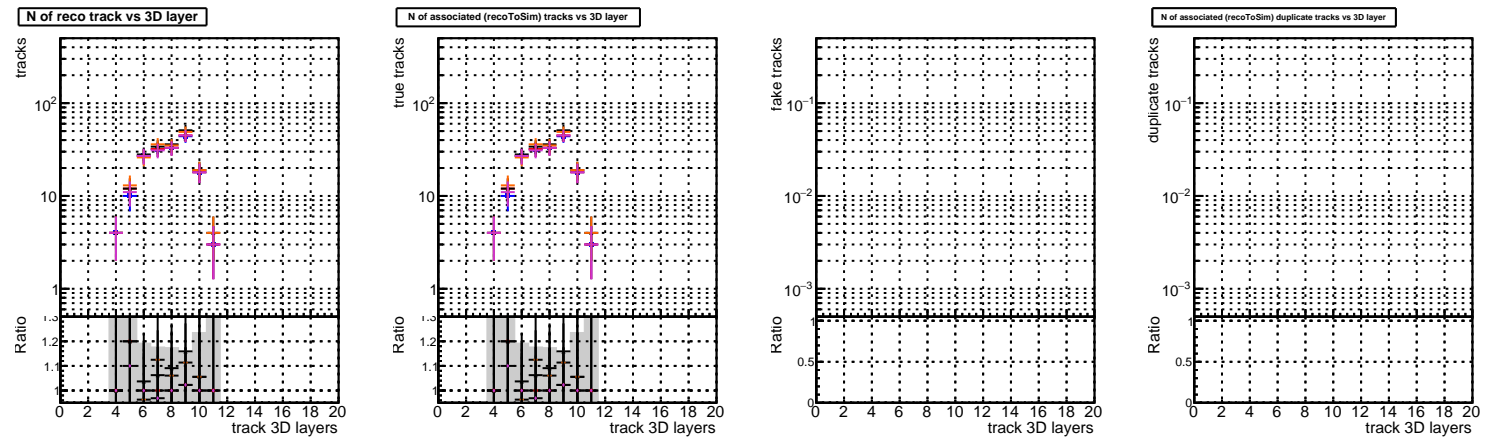 N of reco track vs 3D layer
tracks
10²
10
1
Ratio
1.3
1.2
1.1
1
0 2 4 6 8 10 12 14 16 18 20
track 3D layers
N of associated (recoToSim) tracks vs 3D layer
true tracks
10²
10
1
Ratio
1.3
1.2
1.1
1
0 2 4 6 8 10 12 14 16 18 20
track 3D layers
fake tracks
10⁻¹
10⁻²
10⁻³
Ratio
1
0.5
0
0 2 4 6 8 10 12 14 16 18 20
track 3D layers
N of associated (recoToSim) duplicate tracks vs 3D layer
duplicate tracks
10⁻¹
10⁻²
10⁻³
Ratio
1
0.5
0
0 2 4 6 8 10 12 14 16 18 20
track 3D layers